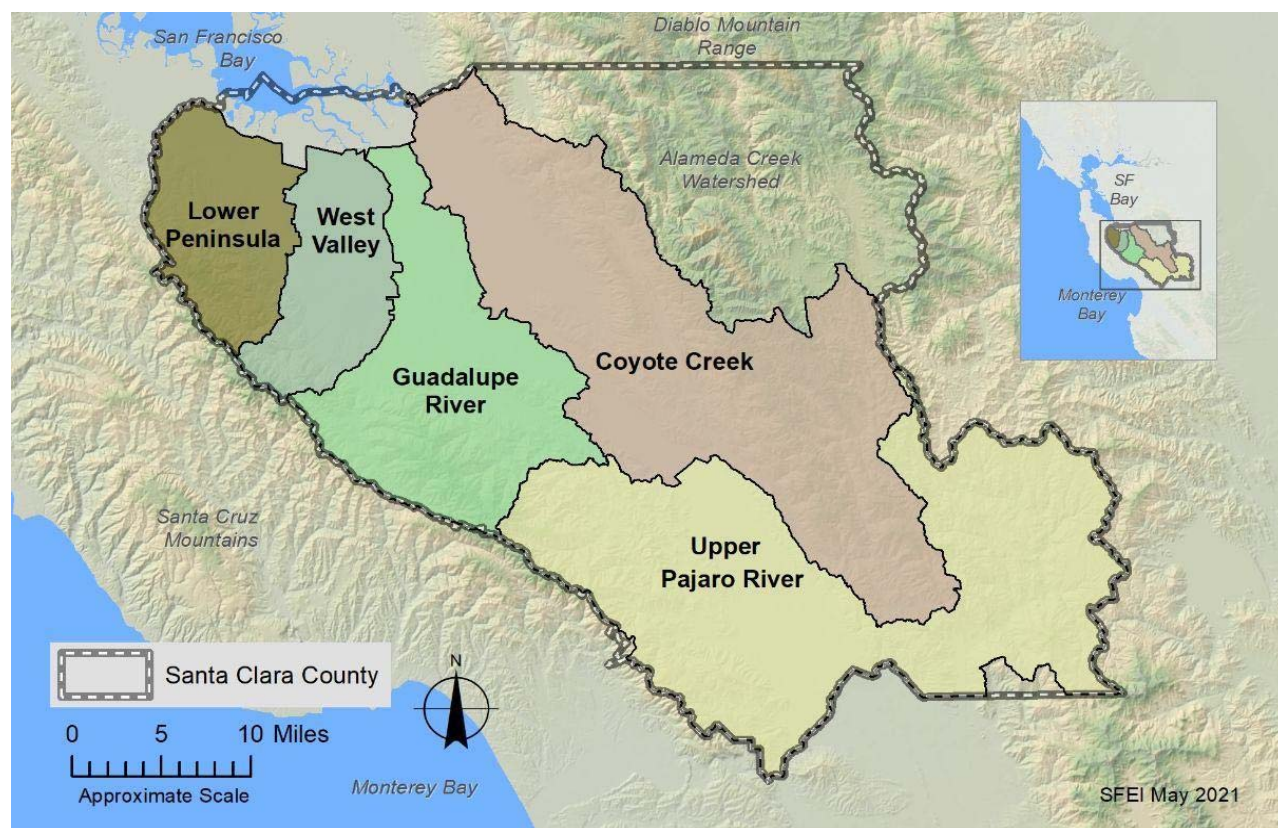 San Francisco
Bay
Diablo Mountain
Range
Alameda Creek
Watershed
SF
Bay
Monterey
Bay
Lower
Peninsula
West
Valley
Guadalupe
River
Coyote Creek
Upper
Pajaro River
Santa Cruz
Mountains
Santa Clara County
N
0 5 10 Miles
Approximate Scale
Monterey Bay
SFEI May 2021